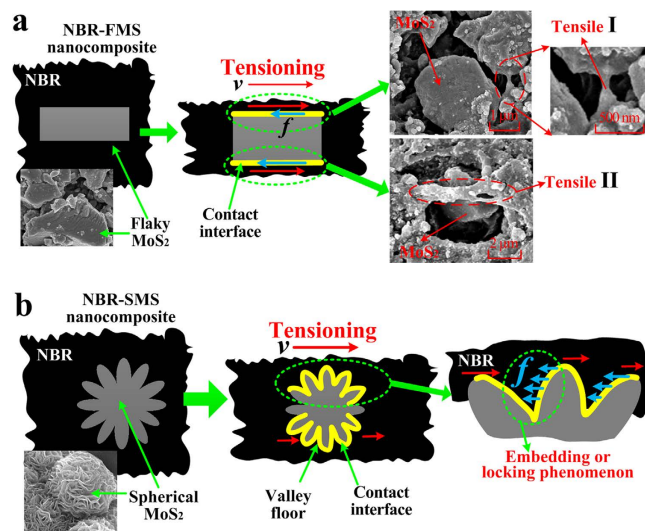 a
NBR-FMS
nanocomposite
NBR
Flaky
MoS₂
Tensioning
v
f
Contact
interface
MoS₂
1 μm
Tensile I
500 nm
Tensile II
MoS₂
2 μm
b
NBR-SMS
nanocomposite
NBR
Spherical
MoS₂
Tensioning
v
Valley
floor
Contact
interface
NBR
f
Embedding or
locking phenomenon